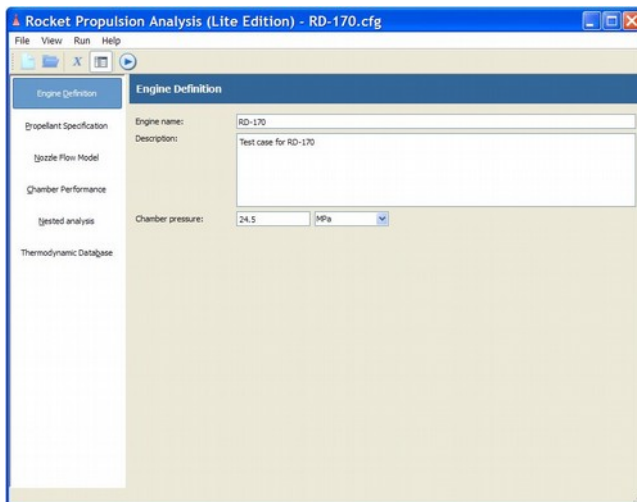 Rocket Propulsion Analysis (Lite Edition) - RD-170.cfg
File View Run Help
X
Engine Definition
Propellant Specification
Nozzle Flow Model
Chamber Performance
Nested analysis
Thermodynamic Database
Engine Definition
Engine name: RD-170
Description: Test case for RD-170
Chamber pressure: 24.5 MPa